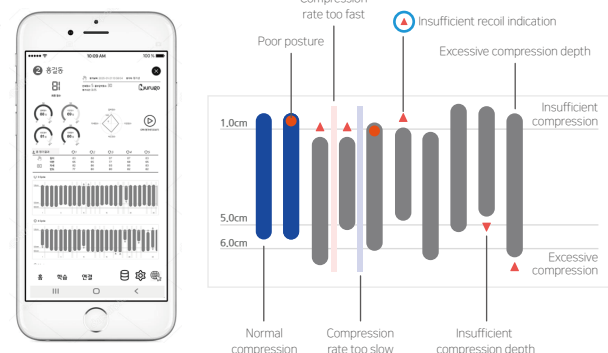 Compression
rate too fast
Insufficient recoil indication
Poor posture
Excessive compression depth
10:09 AM
100 %
2 홍길동
Insufficient
compression
1,0cm
5,0cm
6,0cm
Excessive
compression
홈 학습 연결
Normal
compression
Compression
rate too slow
Insufficient
compression depth